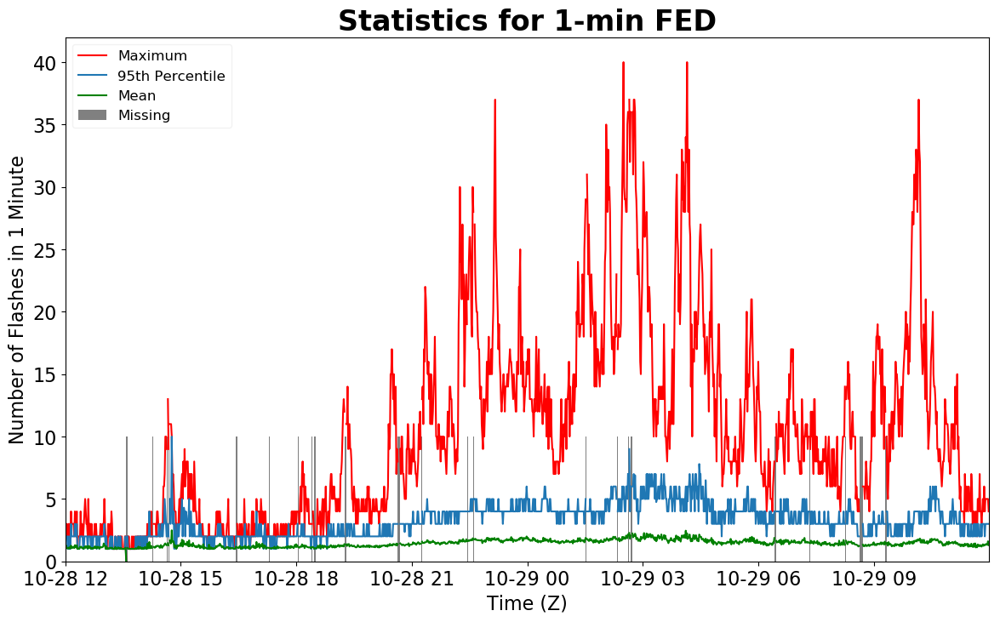 Statistics for 1-min FED
Maximum
95th Percentile
Mean
Missing
Number of Flashes in 1 Minute
40
35
30
25
20
15
10
5
0
10-28 12
10-28 15
10-28 18
10-28 21
10-29 00
10-29 03
10-29 06
10-29 09
Time (Z)